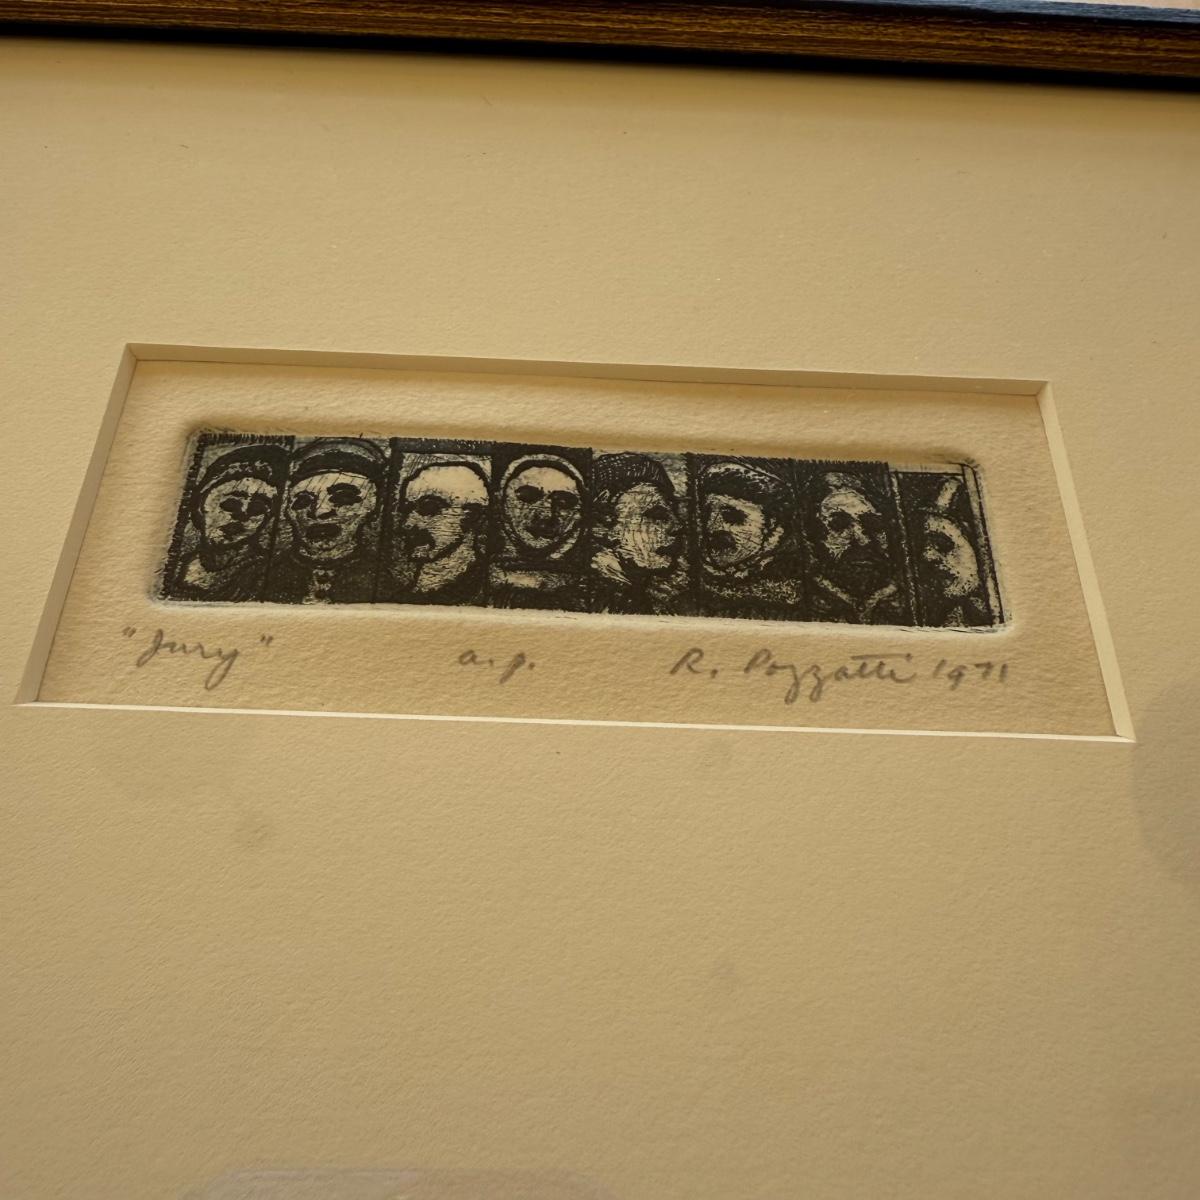 "Jury" a.p. R. Pozzatti 1971